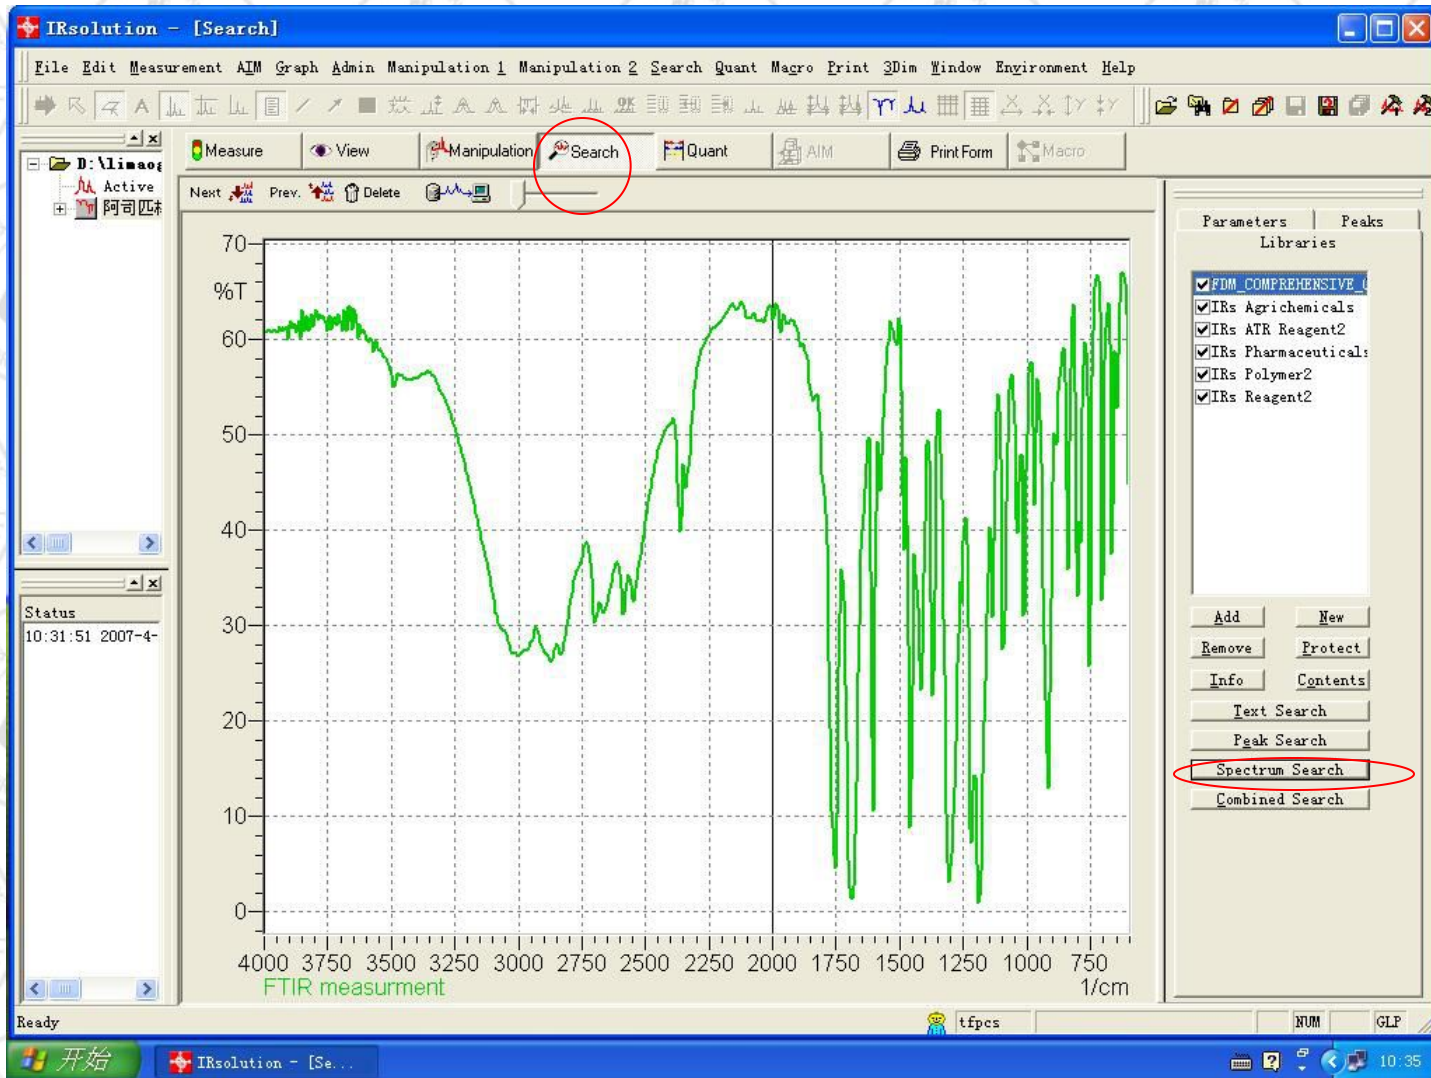 IRsolution - [Search]
File Edit Measurement AIM Graph Admin Manipulation 1 Manipulation 2 Search Quant Macro Print 3Dim Window Environment Help
Measure View Manipulation Search Quant AIM Print Form Macro
D:\limaog
Active
阿司匹
Next Prev. Delete
Parameters Peaks
Libraries
FDM_COMPREHENSIVE_
IRs Agrichemicals
IRs ATR Reagent2
IRs Pharmaceuticals
IRs Polymer2
IRs Reagent2
Add New
Remove Protect
Info Contents
Text Search
Peak Search
Spectrum Search
Combined Search
70
%T
60
50
40
30
20
10
0
4000 3750 3500 3250 3000 2750 2500 2250 2000 1750 1500 1250 1000 750
FTIR measurment 1/cm
Status
10:31:51 2007-4-
Ready tfpcs NUM GLP
开始 IRsolution - [Se... 10:35